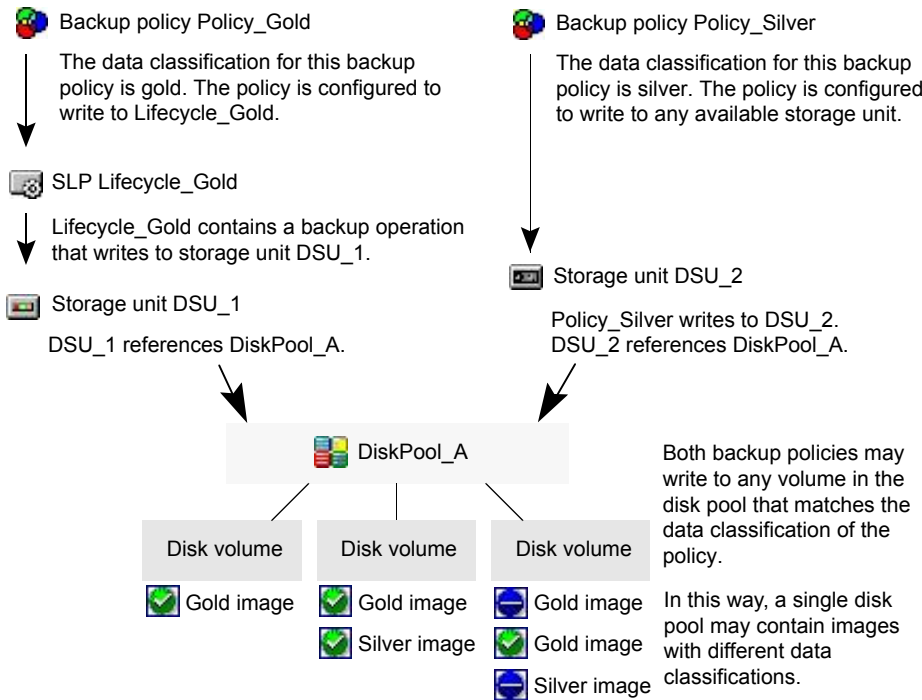 Backup policy Policy_Gold
The data classification for this backup
policy is gold. The policy is configured to
write to Lifecycle_Gold.
SLP Lifecycle_Gold
Lifecycle_Gold contains a backup operation
that writes to storage unit DSU_1.
Storage unit DSU_1
DSU_1 references DiskPool_A.
Backup policy Policy_Silver
The data classification for this backup
policy is silver. The policy is configured
to write to any available storage unit.
Storage unit DSU_2
Policy_Silver writes to DSU_2.
DSU_2 references DiskPool_A.
DiskPool_A
Disk volume
Gold image
Disk volume
Gold image
Silver image
Disk volume
Gold image
Gold image
Silver image
Both backup policies may
write to any volume in the
disk pool that matches the
data classification of the
policy.
In this way, a single disk
pool may contain images
with different data
classifications.